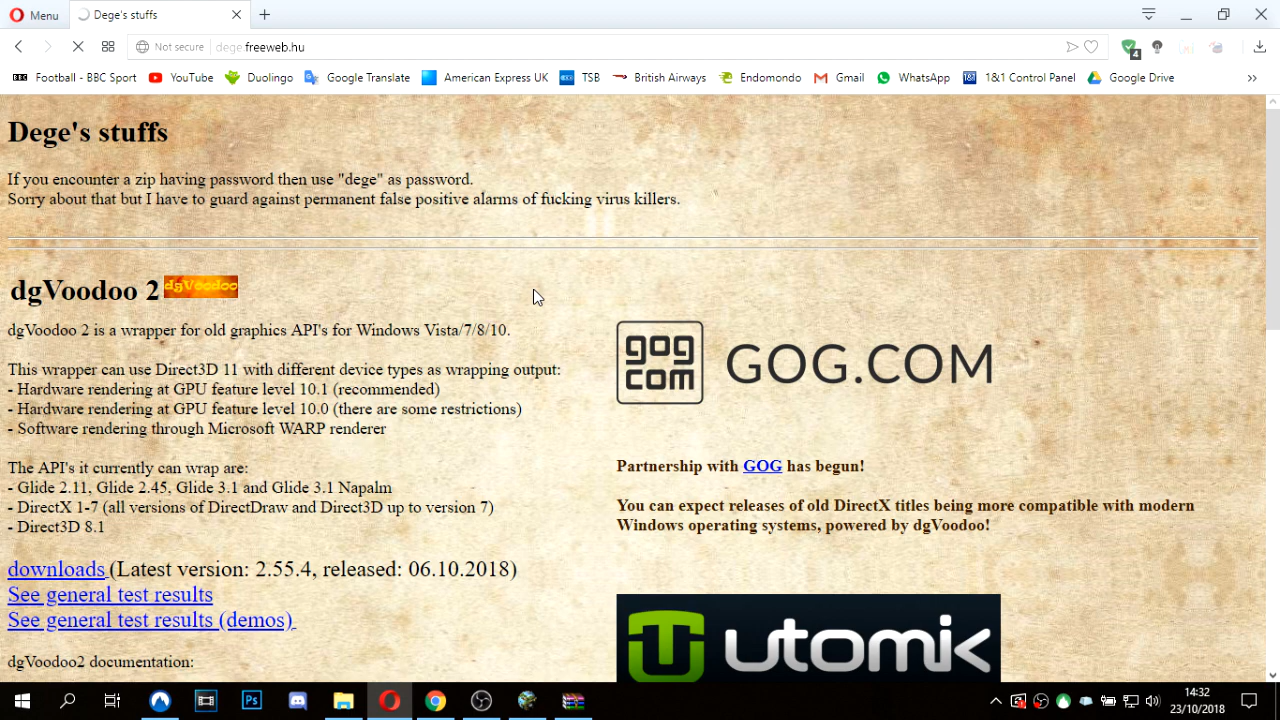 Menu
Dege's stuffs
Not secure
dege.freeweb.hu
4
Football - BBC Sport
YouTube
Duolingo
Google Translate
American Express UK
TSB
British Airways
Endomondo
Gmail
WhatsApp
1&1 Control Panel
Google Drive
Dege's stuffs
If you encounter a zip having password then use "dege" as password.
Sorry about that but I have to guard against permanent false positive alarms of fucking virus killers.
dgVoodoo 2 dgVoodoo
dgVoodoo 2 is a wrapper for old graphics API's for Windows Vista/7/8/10.
This wrapper can use Direct3D 11 with different device types as wrapping output:
- Hardware rendering at GPU feature level 10.1 (recommended)
- Hardware rendering at GPU feature level 10.0 (there are some restrictions)
- Software rendering through Microsoft WARP renderer
The API's it currently can wrap are:
- Glide 2.11, Glide 2.45, Glide 3.1 and Glide 3.1 Napalm
- DirectX 1-7 (all versions of DirectDraw and Direct3D up to version 7)
- Direct3D 8.1
downloads (Latest version: 2.55.4, released: 06.10.2018)
See general test results
See general test results (demos)
dgVoodoo2 documentation:
gog
com
GOG.COM
Partnership with GOG has begun!
You can expect releases of old DirectX titles being more compatible with modern
Windows operating systems, powered by dgVoodoo!
utomik
Ps
14:32
23/10/2018